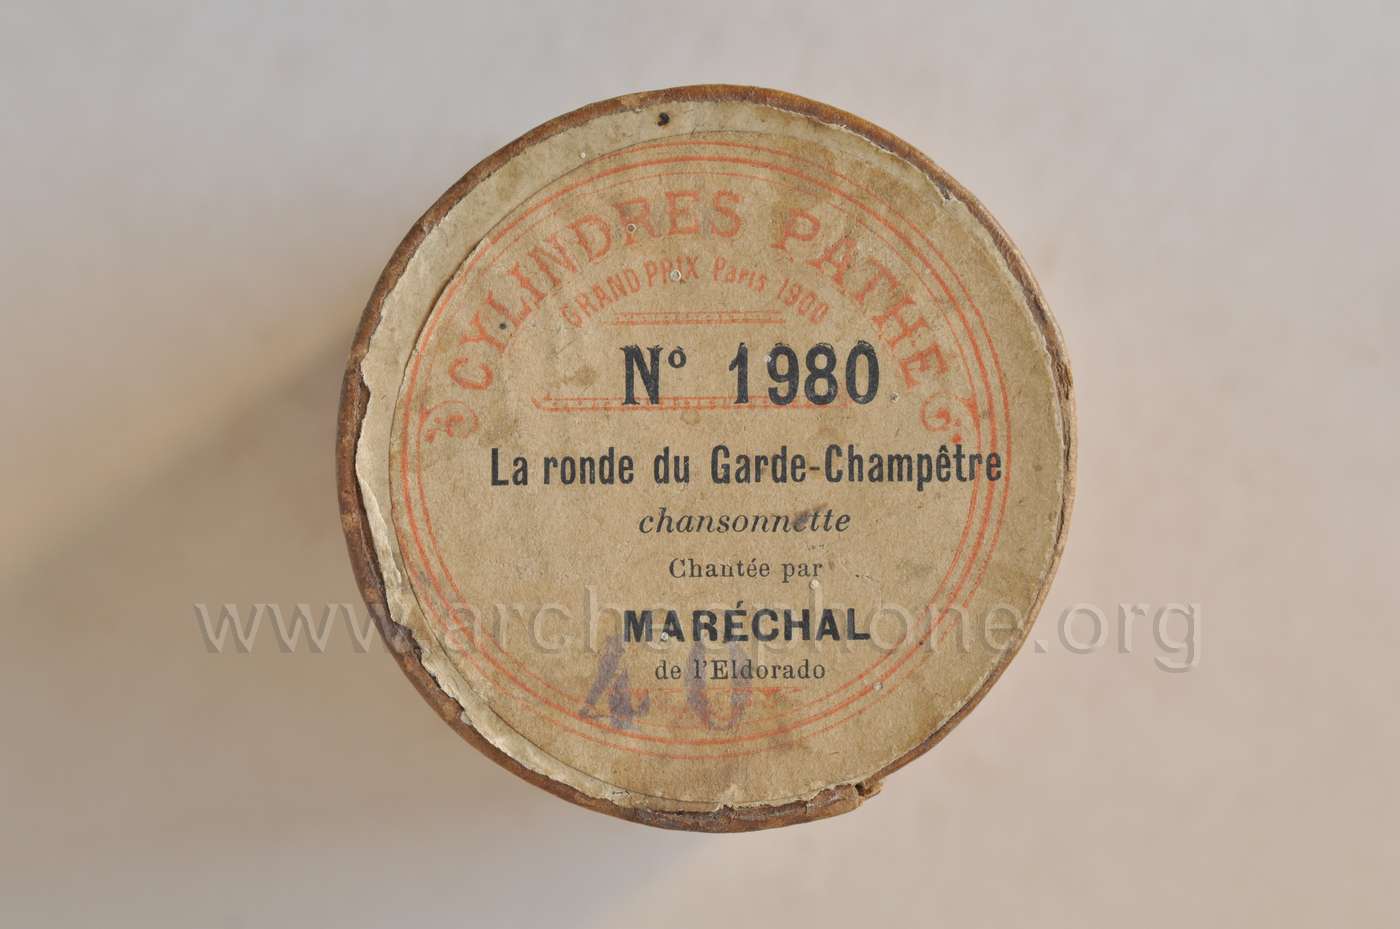 CYLINDRES PATHE
GRAND PRIX Paris 1900
Nº 1980
La ronde du Garde-Champêtre
chansonnette
Chantée par
MARÉCHAL
de l'Eldorado
40
www.archeophone.org